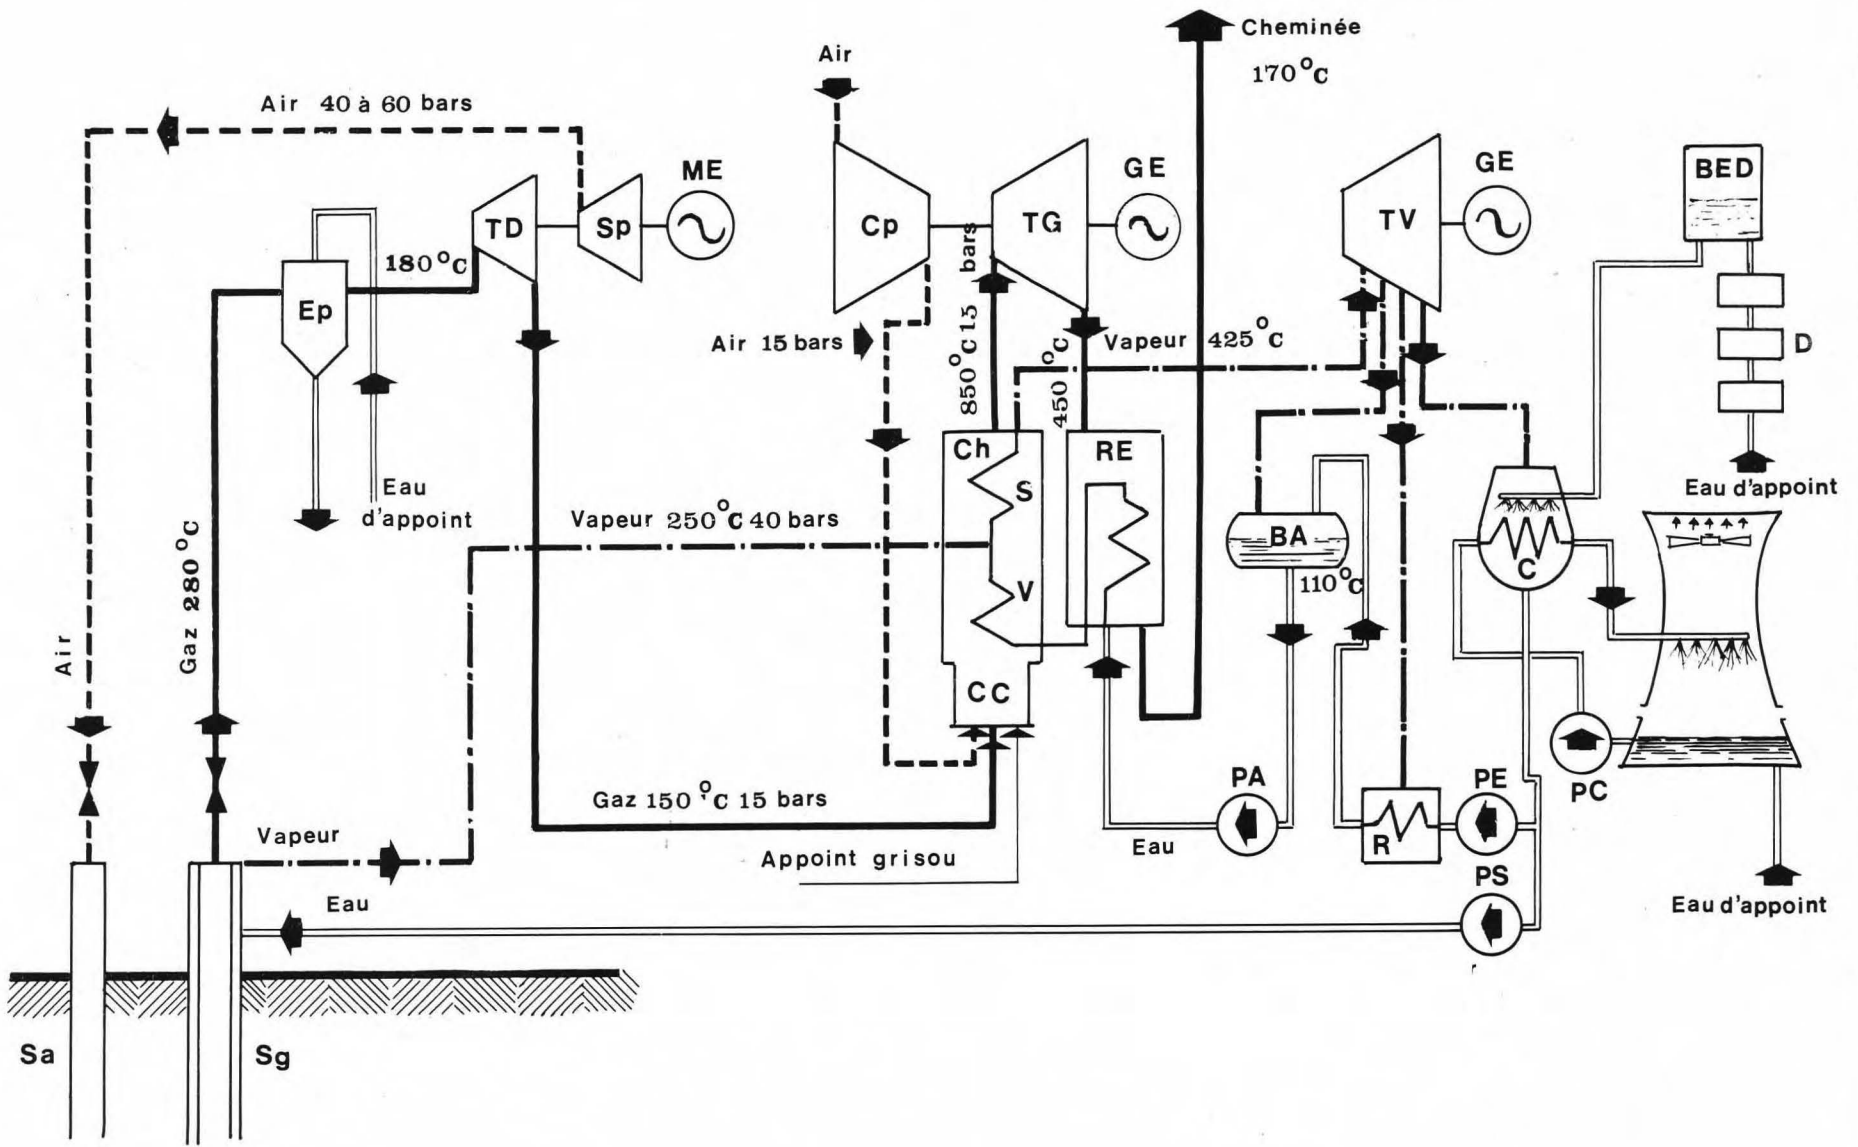 Cheminée
170°C
Air
Air 40 à 60 bars
ME
GE
GE
BED
TD
Sp
Cp
TG
TV
180°C
Ep
850°C 15 bars
Air 15 bars
450°C
Vapeur 425°C
D
Ch
RE
S
Eau
d'appoint
Eau d'appoint
Vapeur 250°C 40 bars
BA
110°C
C
V
Gaz 280°C
Air
CC
PA
PE
PC
Gaz 150°C 15 bars
Vapeur
Eau
R
Appoint grisou
PS
Eau
Eau d'appoint
Sa
Sg